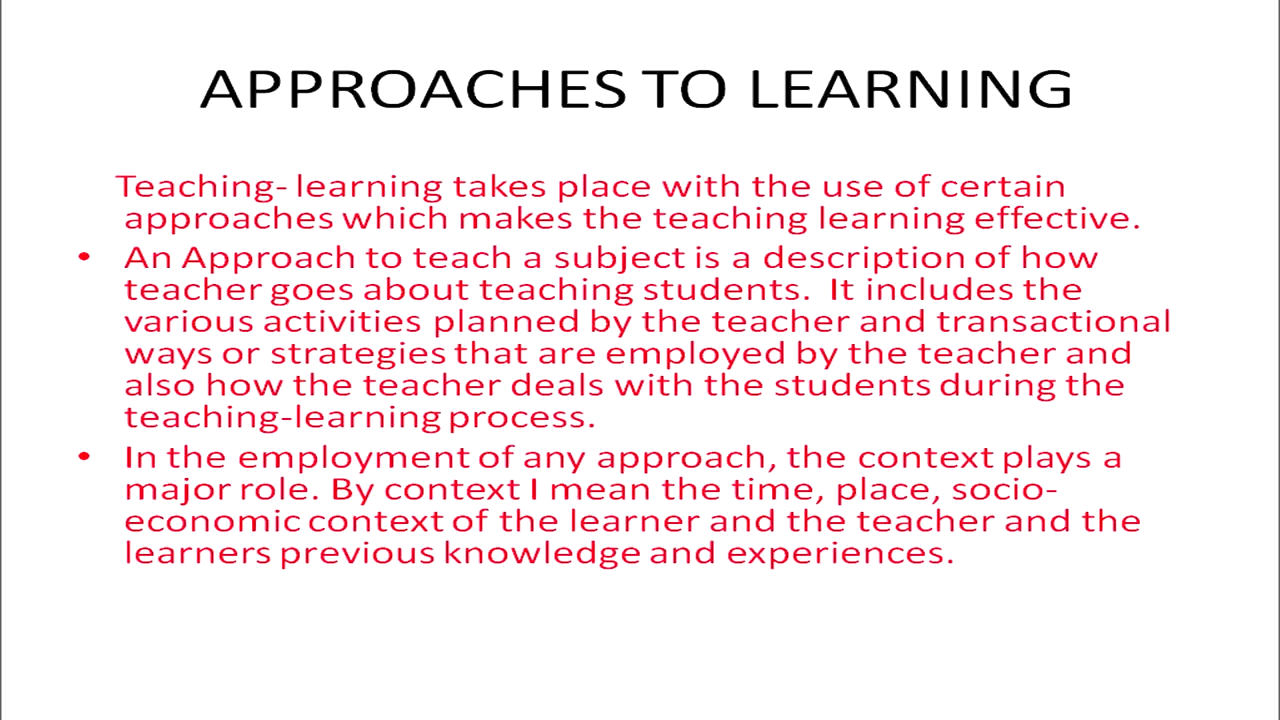 APPROACHES TO LEARNING
Teaching- learning takes place with the use of certain
approaches which makes the teaching learning effective.
• An Approach to teach a subject is a description of how
teacher goes about teaching students.  It includes the
various activities planned by the teacher and transactional
ways or strategies that are employed by the teacher and
also how the teacher deals with the students during the
teaching-learning process.
• In the employment of any approach, the context plays a
major role. By context I mean the time, place, socio-
economic context of the learner and the teacher and the
learners previous knowledge and experiences.